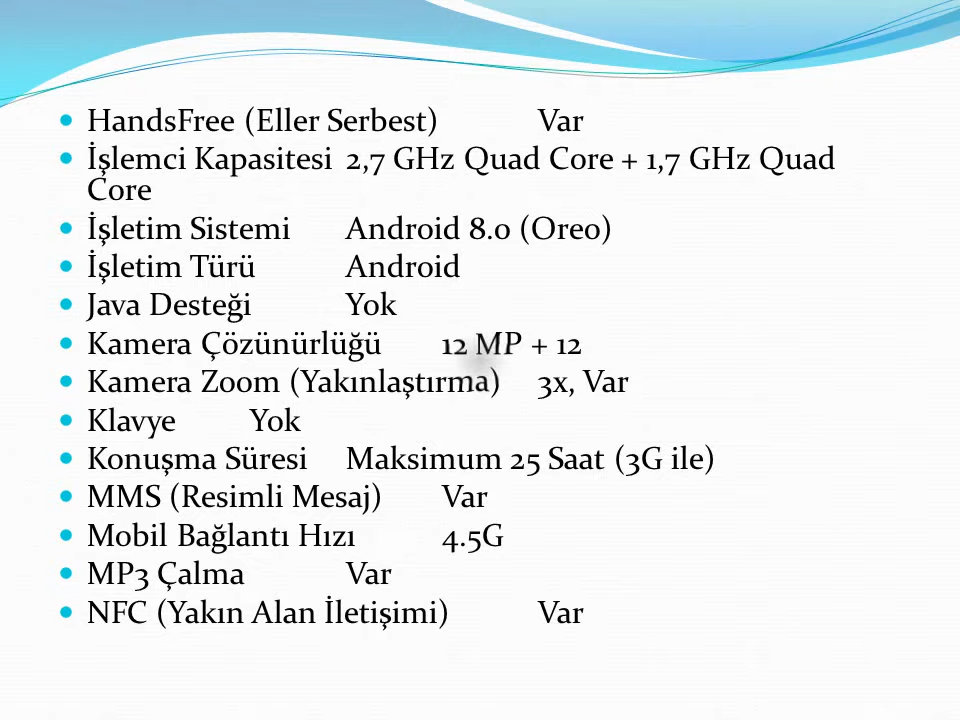 HandsFree (Eller Serbest) Var
İşlemci Kapasitesi 2,7 GHz Quad Core + 1,7 GHz Quad
Core
İşletim Sistemi Android 8.0 (Oreo)
İşletim Türü Android
Java Desteği Yok
Kamera Çözünürlüğü 12 MP + 12
Kamera Zoom (Yakınlaştırma) 3x, Var
Klavye Yok
Konuşma Süresi Maksimum 25 Saat (3G ile)
MMS (Resimli Mesaj) Var
Mobil Bağlantı Hızı 4.5G
MP3 Çalma Var
NFC (Yakın Alan İletişimi) Var